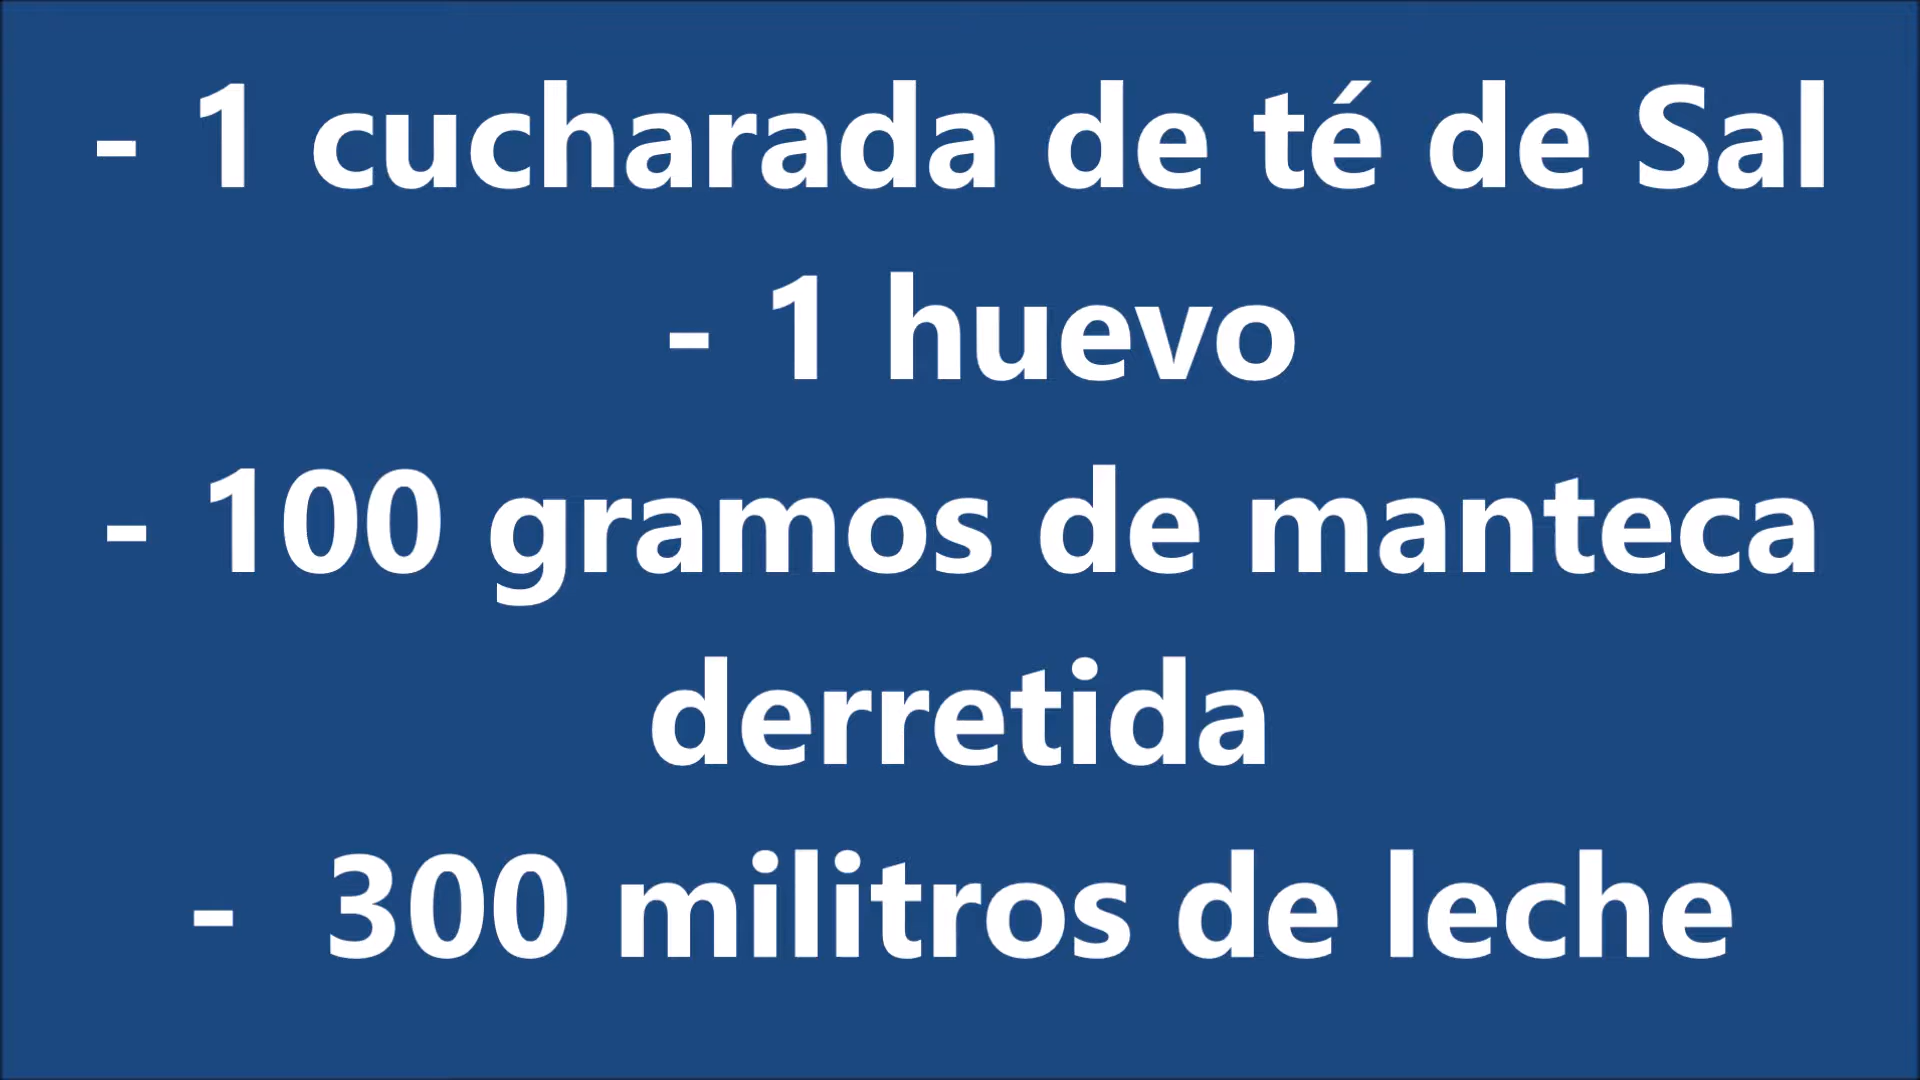 - 1 cucharada de té de Sal
- 1 huevo
- 100 gramos de manteca
derretida
- 300 militros de leche